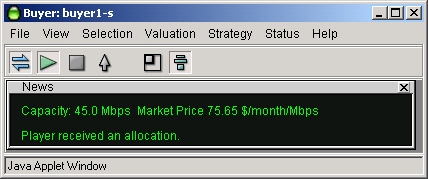 Buyer: buyer1-s
File View Selection Valuation Strategy Status Help
News
Capacity: 45.0 Mbps Market Price 75.65 $/month/Mbps
Player received an allocation.
Java Applet Window